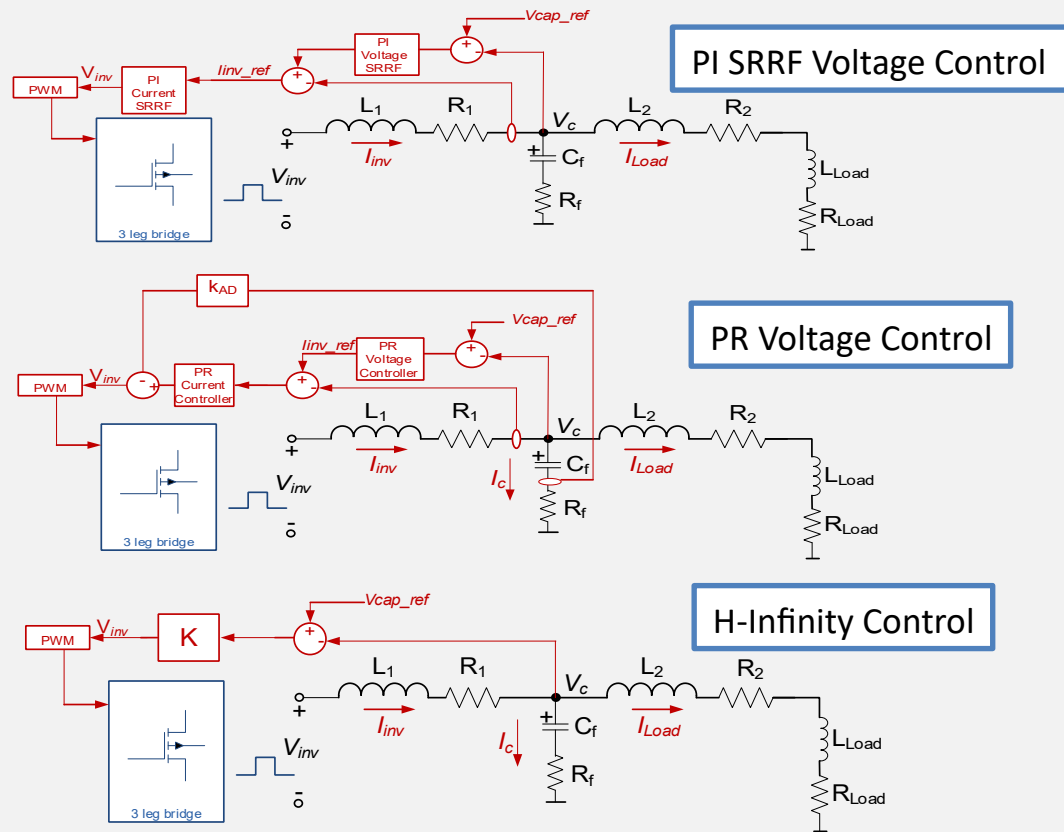 Vcap_ref
PI SRRF Voltage Control
PI
Voltage
SRRF
+
-
Vinv
Iinv_ref
PWM
PI
Current
SRRF
+
-
L1
R1
Vc
L2
R2
+
Iinv
+
Cf
ILoad
LLoad
Vinv
Rf
RLoad
-
3 leg bridge
kAD
Vcap_ref
PR Voltage Control
Iinv_ref
PR
Voltage
Controller
+
-
Vinv
PWM
-
+
PR
Current
Controller
+
-
L1
R1
Vc
L2
R2
+
Iinv
Ic
+
Cf
ILoad
LLoad
Vinv
Rf
RLoad
-
3 leg bridge
H-Infinity Control
Vcap_ref
Vinv
PWM
K
+
-
L1
R1
Vc
L2
R2
+
Iinv
Ic
+
Cf
ILoad
LLoad
Vinv
Rf
RLoad
-
3 leg bridge